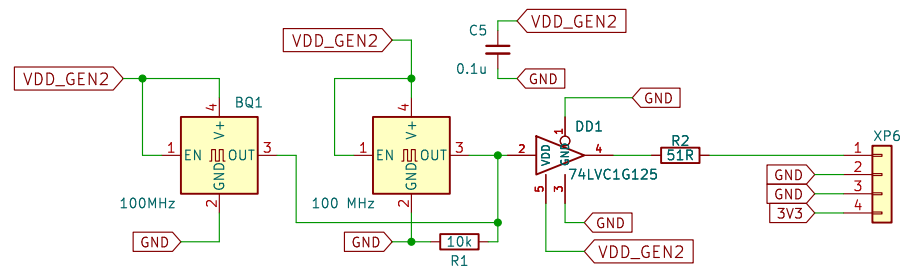 VDD_GEN2
C5
VDD_GEN2
0.1u
GND
VDD_GEN2
4
BQ1
V+
1
EN
OUT
3
GND
2
100MHz
GND
4
V+
1
EN
OUT
3
GND
2
100 MHz
GND
10k
R1
GND
1
DD1
2
VDD
GND
4
74LVC1G125
5
3
GND
VDD_GEN2
R2
51R
XP6
1
GND
2
GND
3
3V3
4